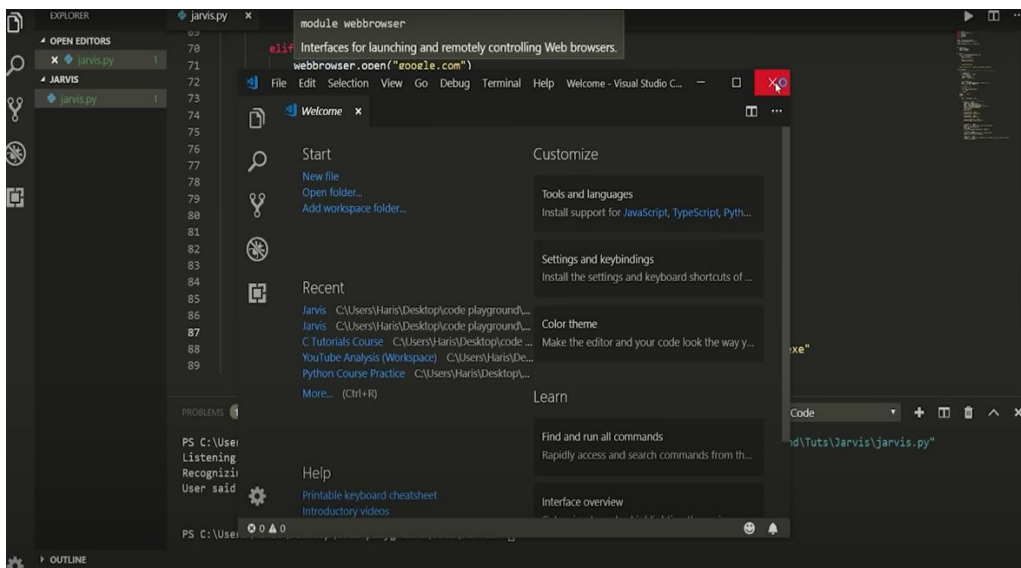 EXPLORER
jarvis.py ×
OPEN EDITORS
× jarvis.py 1
JARVIS
jarvis.py 1
module webbrowser
Interfaces for launching and remotely controlling Web browsers.
69
70 elif
71 webbrowser.open("google.com")
72
73
74
75
76
77
78
79
80
81
82
83
84
85
86
87
88 xe"
89
File Edit Selection View Go Debug Terminal Help Welcome - Visual Studio C...
Welcome ×
Start
New file
Open folder...
Add workspace folder...
Recent
Jarvis C:\Users\Haris\Desktop\code playground\...
Jarvis C:\Users\Haris\Desktop\code playground\...
C Tutorials Course C:\Users\Haris\Desktop\code ...
YouTube Analysis (Workspace) C:\Users\Haris\De...
Python Course Practice C:\Users\Haris\Desktop\...
More... (Ctrl+R)
Help
Printable keyboard cheatsheet
Introductory videos
Customize
Tools and languages
Install support for JavaScript, TypeScript, Pyth...
Settings and keybindings
Install the settings and keyboard shortcuts of ...
Color theme
Make the editor and your code look the way y...
Learn
Find and run all commands
Rapidly access and search commands from th...
Interface overview
0 0
PROBLEMS 1
Code
PS C:\User
nd\Tuts\Jarvis\jarvis.py"
Listening
Recognizi
User said
PS C:\Use
OUTLINE